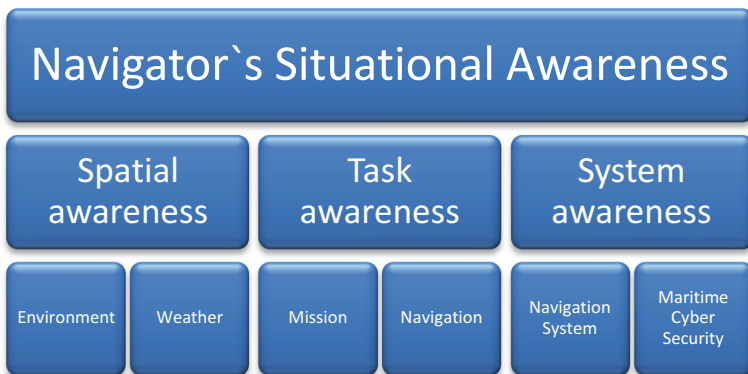 Navigator`s Situational Awareness
Spatial
awareness
Task
awareness
System
awareness
Environment
Weather
Mission
Navigation
Navigation
System
Maritime
Cyber
Security